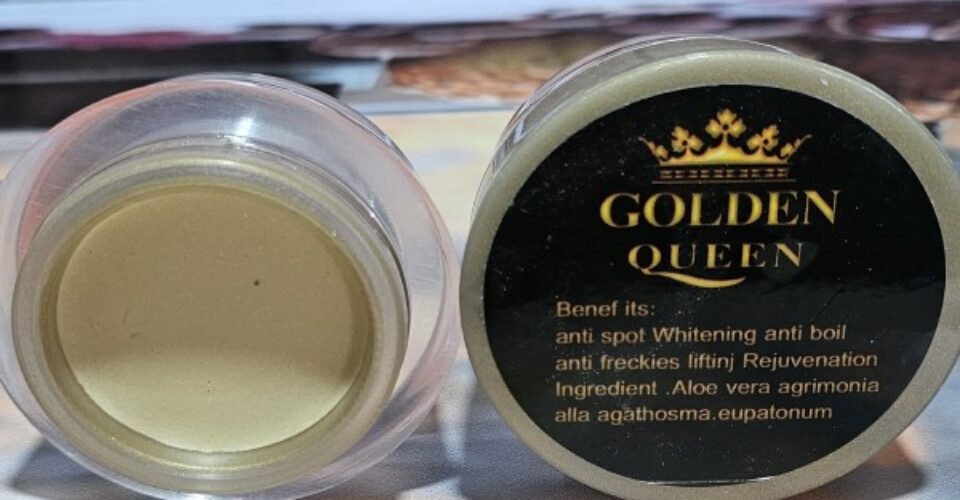 GOLDEN
QUEEN
Benef its:
anti spot Whitening anti boil
anti freckies liftinj Rejuvenation
Ingredient .Aloe vera agrimonia
alla agathosma.eupatonum